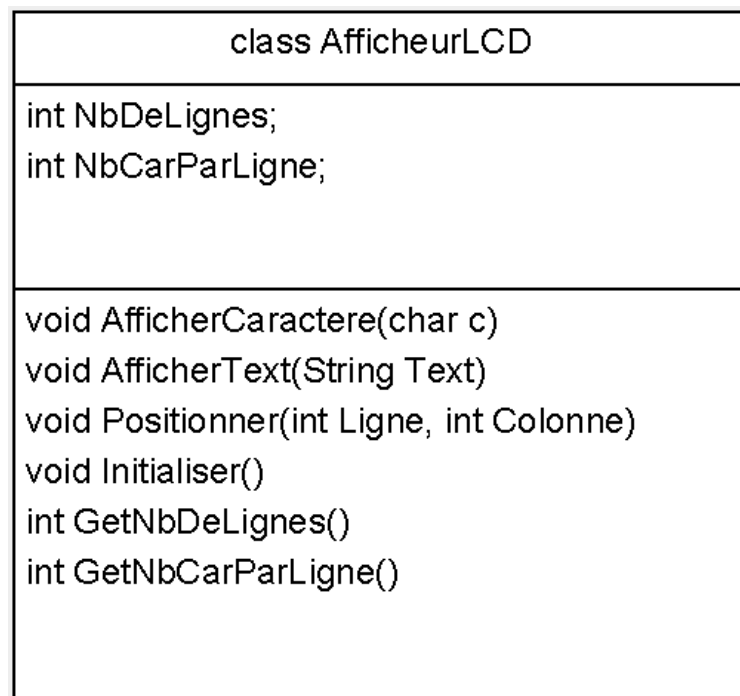 class AfficheurLCD
int NbDeLignes;
int NbCarParLigne;
void AfficherCaractere(char c)
void AfficherText(String Text)
void Positionner(int Ligne, int Colonne)
void Initialiser()
int GetNbDeLignes()
int GetNbCarParLigne()